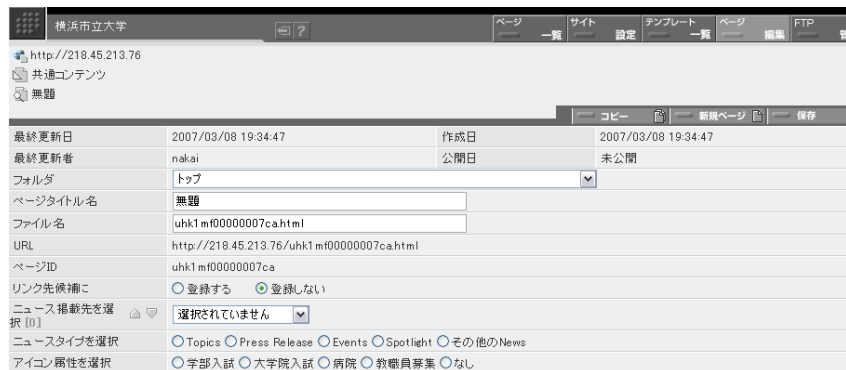 横浜市立大学
ページ 一覧
サイト 設定
テンプレート 一覧
ページ 編集
FTP
http://218.45.213.76
共通コンテンツ
無題
コピー 新規ページ 保存
最終更新日 2007/03/08 19:34:47 作成日 2007/03/08 19:34:47
最終更新者 nakai 公開日 未公開
フォルダ トップ
ページタイトル名 無題
ファイル名 uhk1mf00000007ca.html
URL http://218.45.213.76/uhk1mf00000007ca.html
ページID uhk1mf00000007ca
リンク先候補に 登録する 登録しない
ニュース掲載先を選 選択されていません
択 [0]
ニュースタイプを選択 Topics Press Release Events Spotlight その他のNews
アイコン属性を選択 学部入試 大学院入試 病院 教職員募集 なし